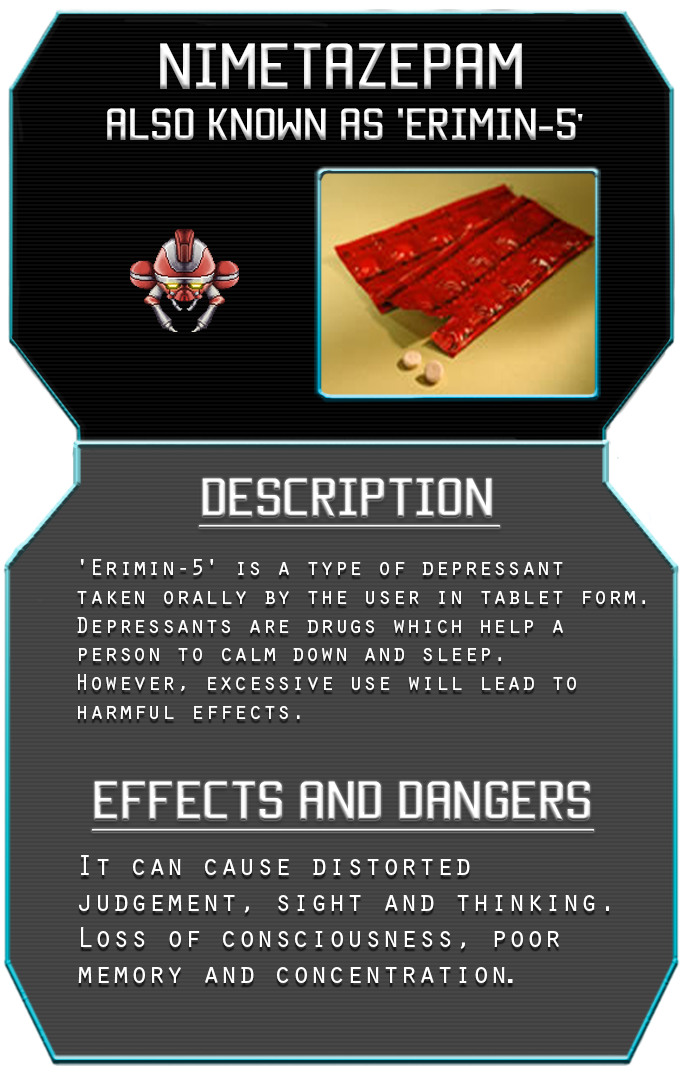 NIMETAZEPAM
ALSO KNOWN AS 'ERIMIN-5'
DESCRIPTION
'ERIMIN-5' IS A TYPE OF DEPRESSANT
TAKEN ORALLY BY THE USER IN TABLET FORM.
DEPRESSANTS ARE DRUGS WHICH HELP A
PERSON TO CALM DOWN AND SLEEP.
HOWEVER, EXCESSIVE USE WILL LEAD TO
HARMFUL EFFECTS.
EFFECTS AND DANGERS
IT CAN CAUSE DISTORTED
JUDGEMENT, SIGHT AND THINKING.
LOSS OF CONSCIOUSNESS, POOR
MEMORY AND CONCENTRATION.